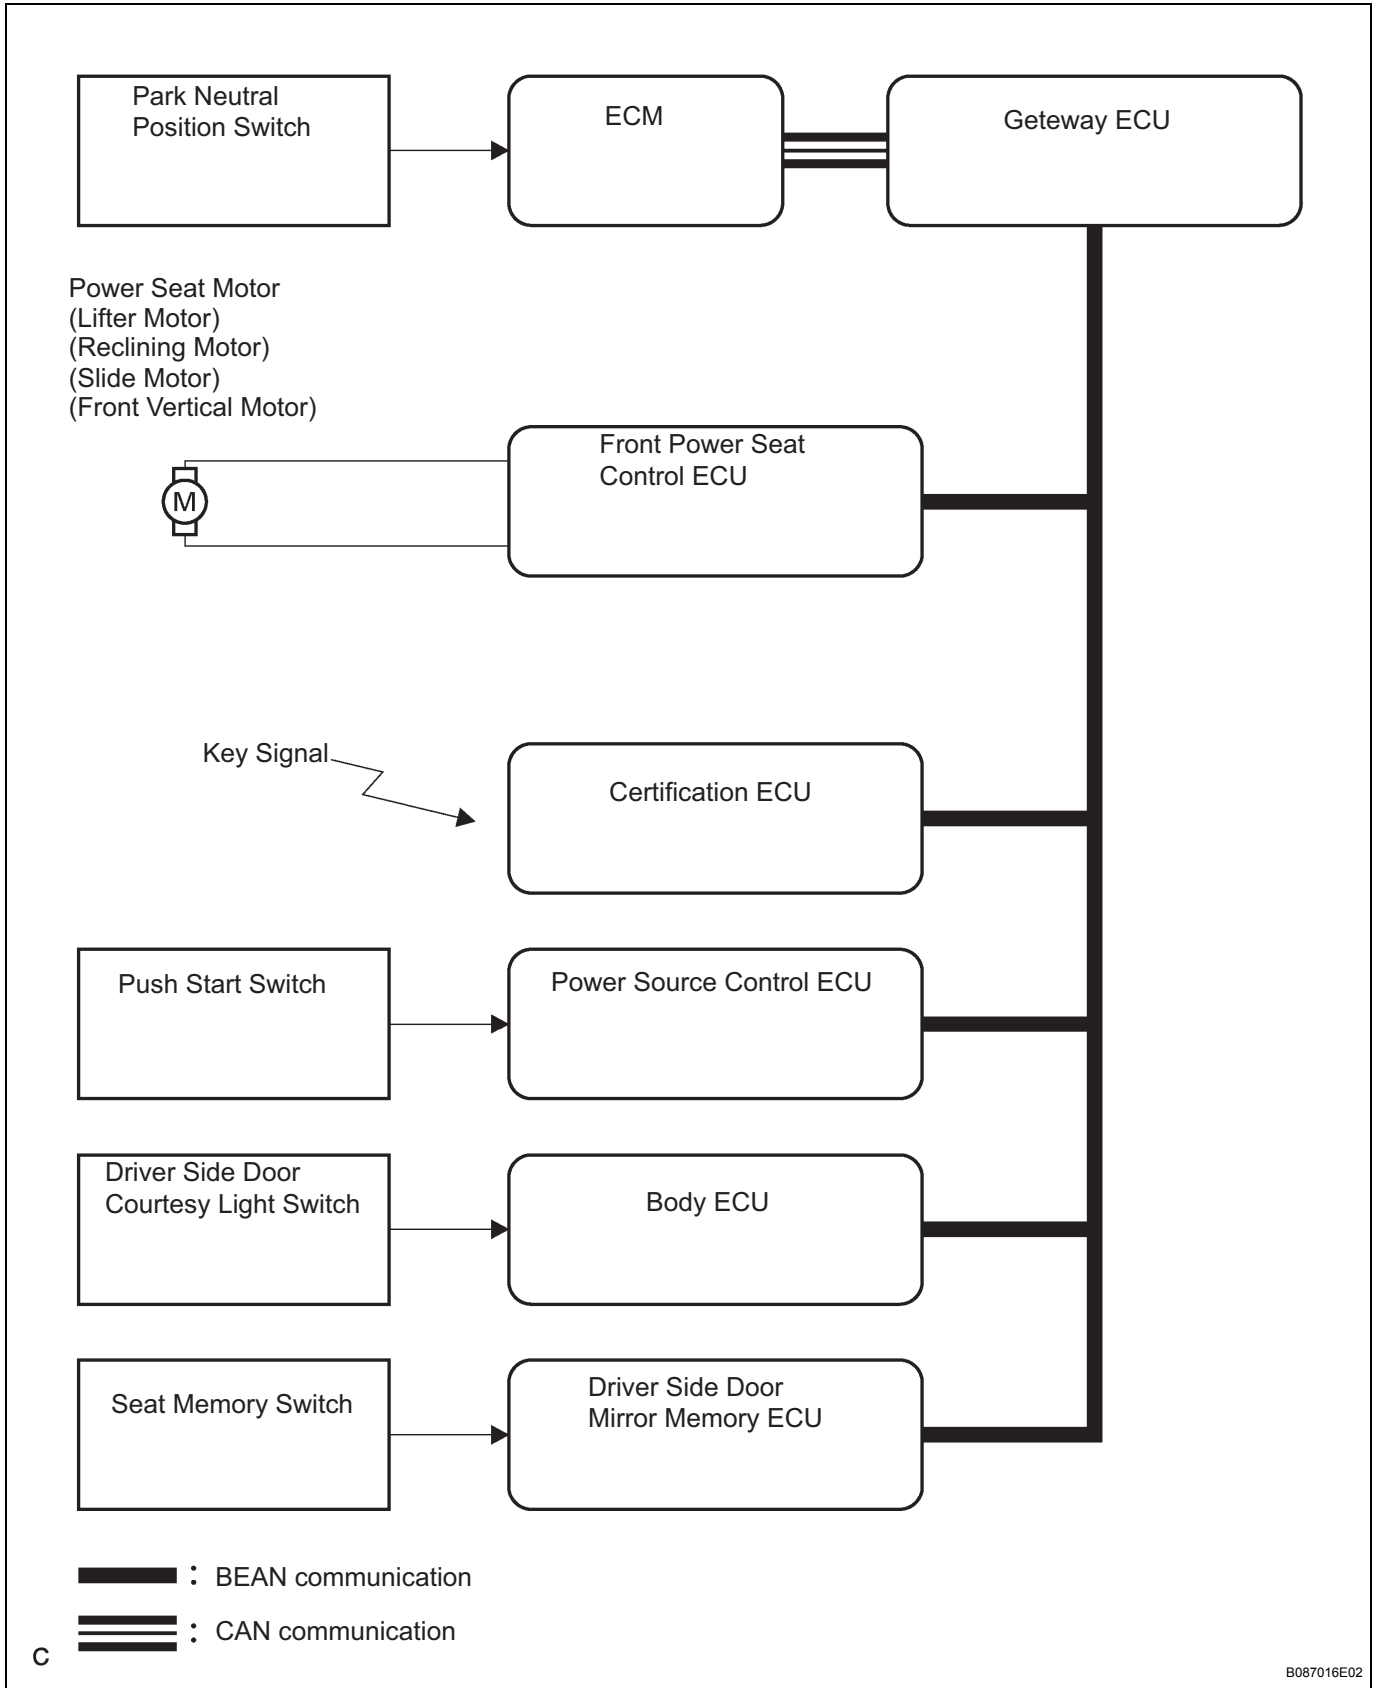 Park Neutral
Position Switch
ECM
Geteway ECU
Power Seat Motor
(Lifter Motor)
(Reclining Motor)
(Slide Motor)
(Front Vertical Motor)
M
Front Power Seat
Control ECU
Key Signal
Certification ECU
Push Start Switch
Power Source Control ECU
Driver Side Door
Courtesy Light Switch
Body ECU
Seat Memory Switch
Driver Side Door
Mirror Memory ECU
: BEAN communication
: CAN communication
C
B087016E02